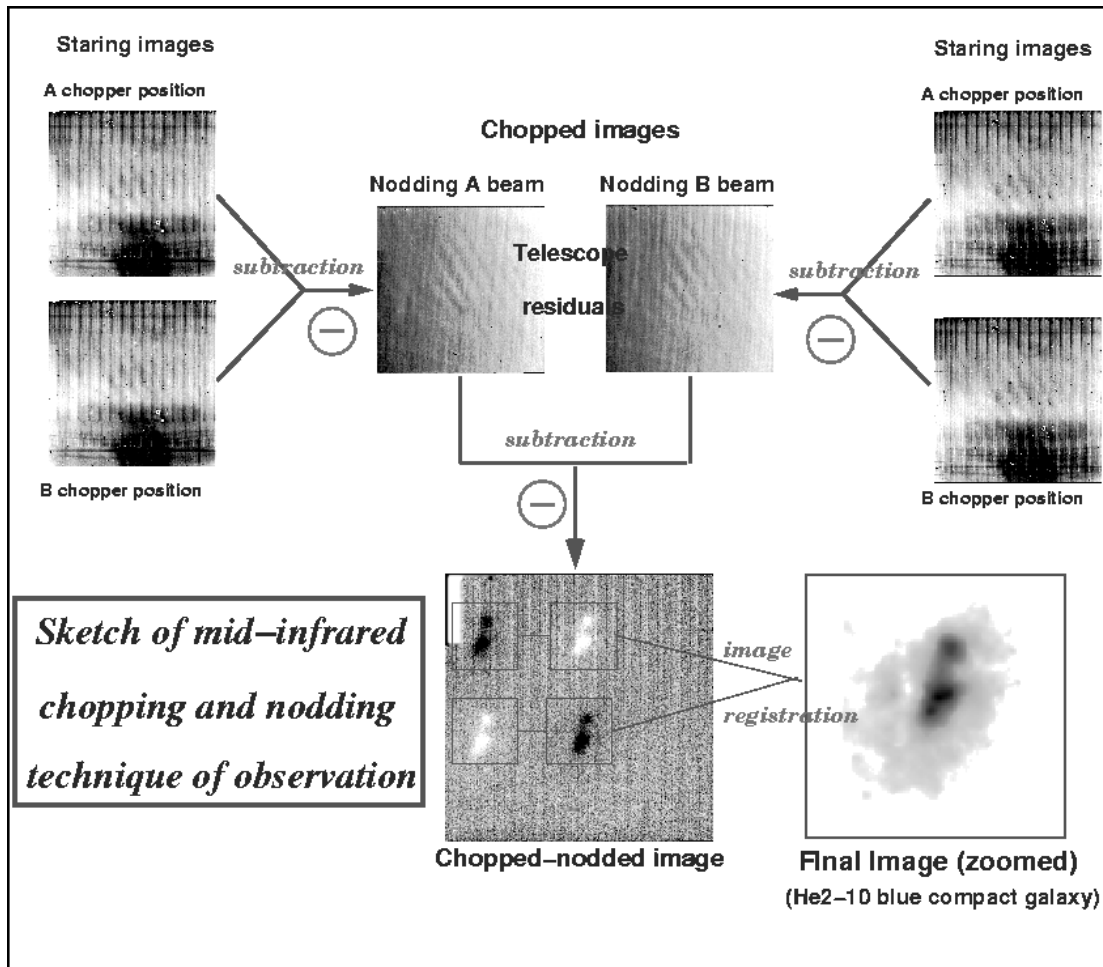 Staring images
A chopper position
B chopper position
Staring images
A chopper position
B chopper position
Chopped images
Nodding A beam
Nodding B beam
Telescope
residuals
subtraction
subtraction
subtraction
Sketch of mid–infrared
chopping and nodding
technique of observation
image
registration
Chopped–nodded image
Final Image (zoomed)
(He2–10 blue compact galaxy)